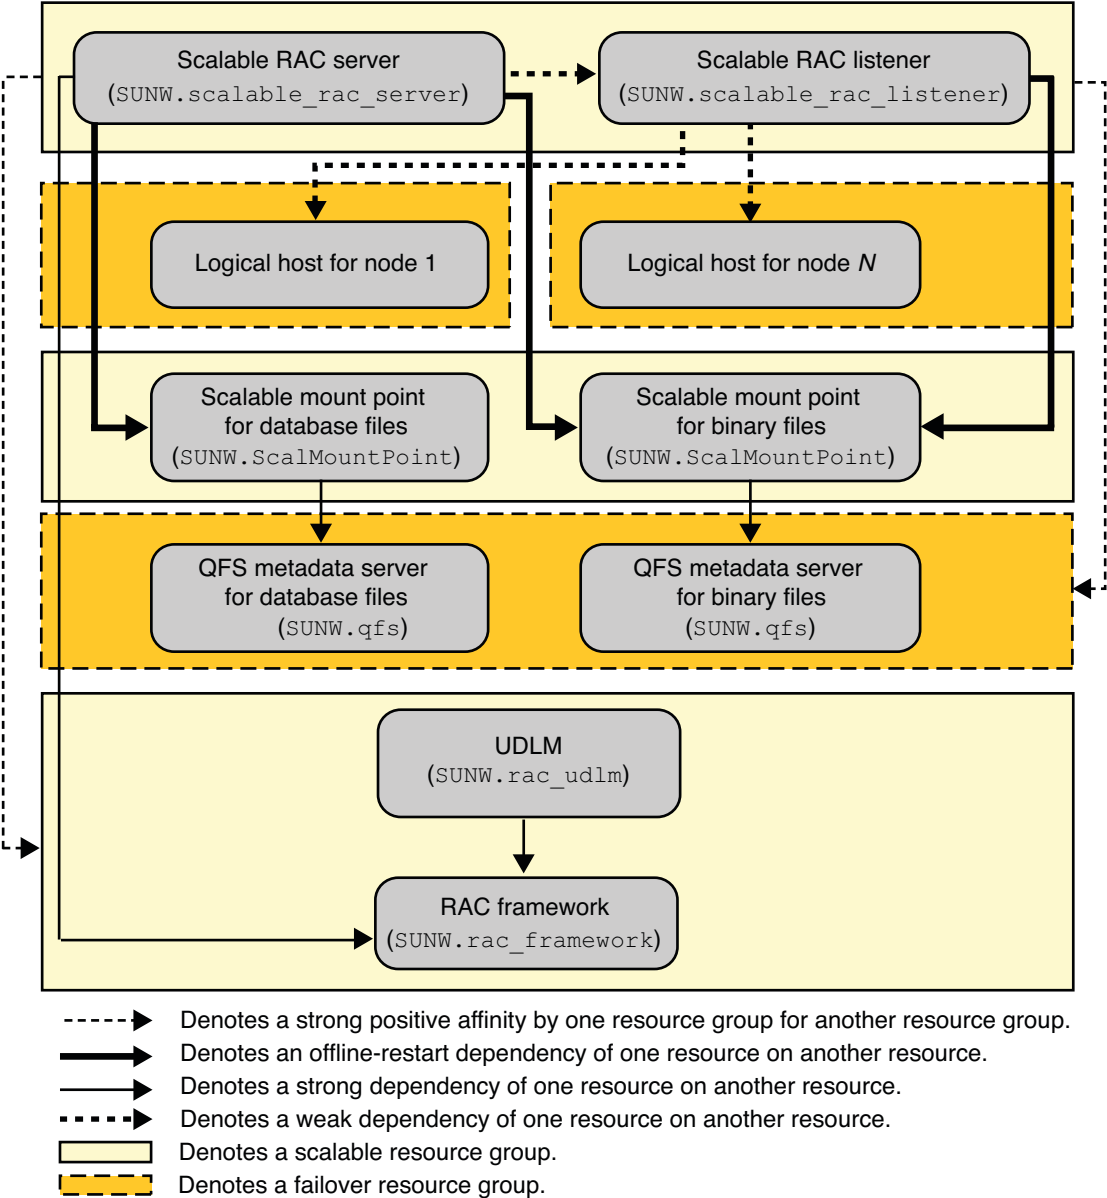 Scalable RAC server
(SUNW.scalable_rac_server)
Scalable RAC listener
(SUNW.scalable_rac_listener)
Logical host for node 1
Logical host for node N
Scalable mount point
for database files
(SUNW.ScalMountPoint)
Scalable mount point
for binary files
(SUNW.ScalMountPoint)
QFS metadata server
for database files
(SUNW.qfs)
QFS metadata server
for binary files
(SUNW.qfs)
UDLM
(SUNW.rac_udlm)
RAC framework
(SUNW.rac_framework)
Denotes a strong positive affinity by one resource group for another resource group.
Denotes an offline-restart dependency of one resource on another resource.
Denotes a strong dependency of one resource on another resource.
Denotes a weak dependency of one resource on another resource.
Denotes a scalable resource group.
Denotes a failover resource group.